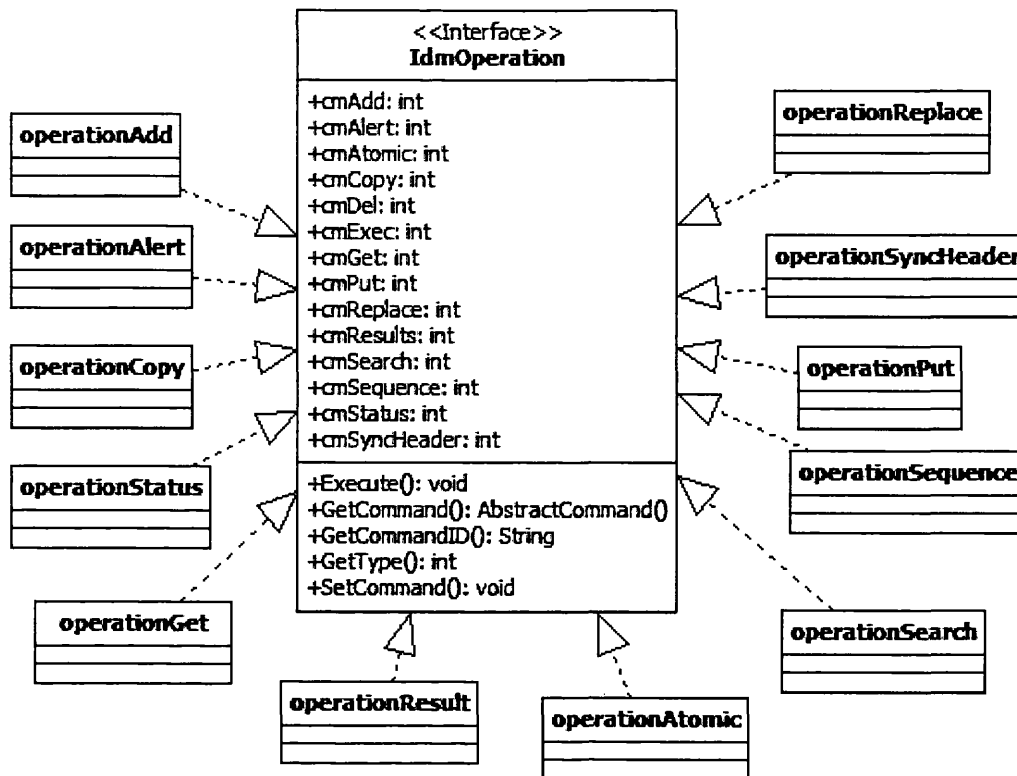 <<Interface>>
IdmOperation
+cmAdd: int
+cmAlert: int
+cmAtomic: int
+cmCopy: int
+cmDel: int
+cmExec: int
+cmGet: int
+cmPut: int
+cmReplace: int
+cmResults: int
+cmSearch: int
+cmSequence: int
+cmStatus: int
+cmSyncHeader: int
+Execute(): void
+GetCommand(): AbstractCommand()
+GetCommandID(): String
+GetType(): int
+SetCommand(): void
operationAdd
operationAlert
operationCopy
operationStatus
operationGet
operationResult
operationAtomic
operationReplace
operationSyncHeader
operationPut
operationSequence
operationSearch